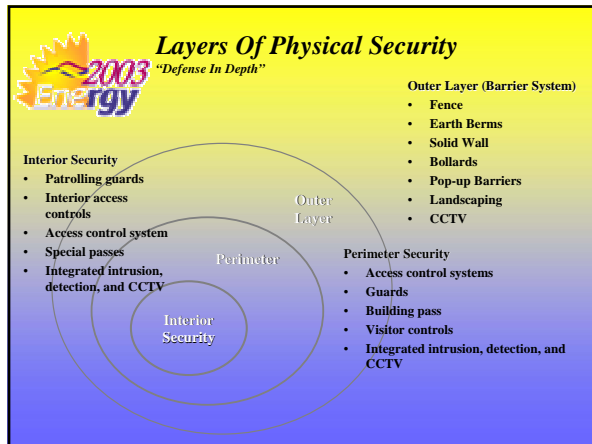 2003
Energy
Layers Of Physical Security
“Defense In Depth”
Outer Layer (Barrier System)
• Fence
• Earth Berms
• Solid Wall
• Bollards
• Pop-up Barriers
• Landscaping
• CCTV
Interior Security
• Patrolling guards
• Interior access
controls
• Access control system
• Special passes
• Integrated intrusion,
detection, and CCTV
Outer
Layer
Perimeter
Interior
Security
Perimeter Security
• Access control systems
• Guards
• Building pass
• Visitor controls
• Integrated intrusion, detection, and
CCTV